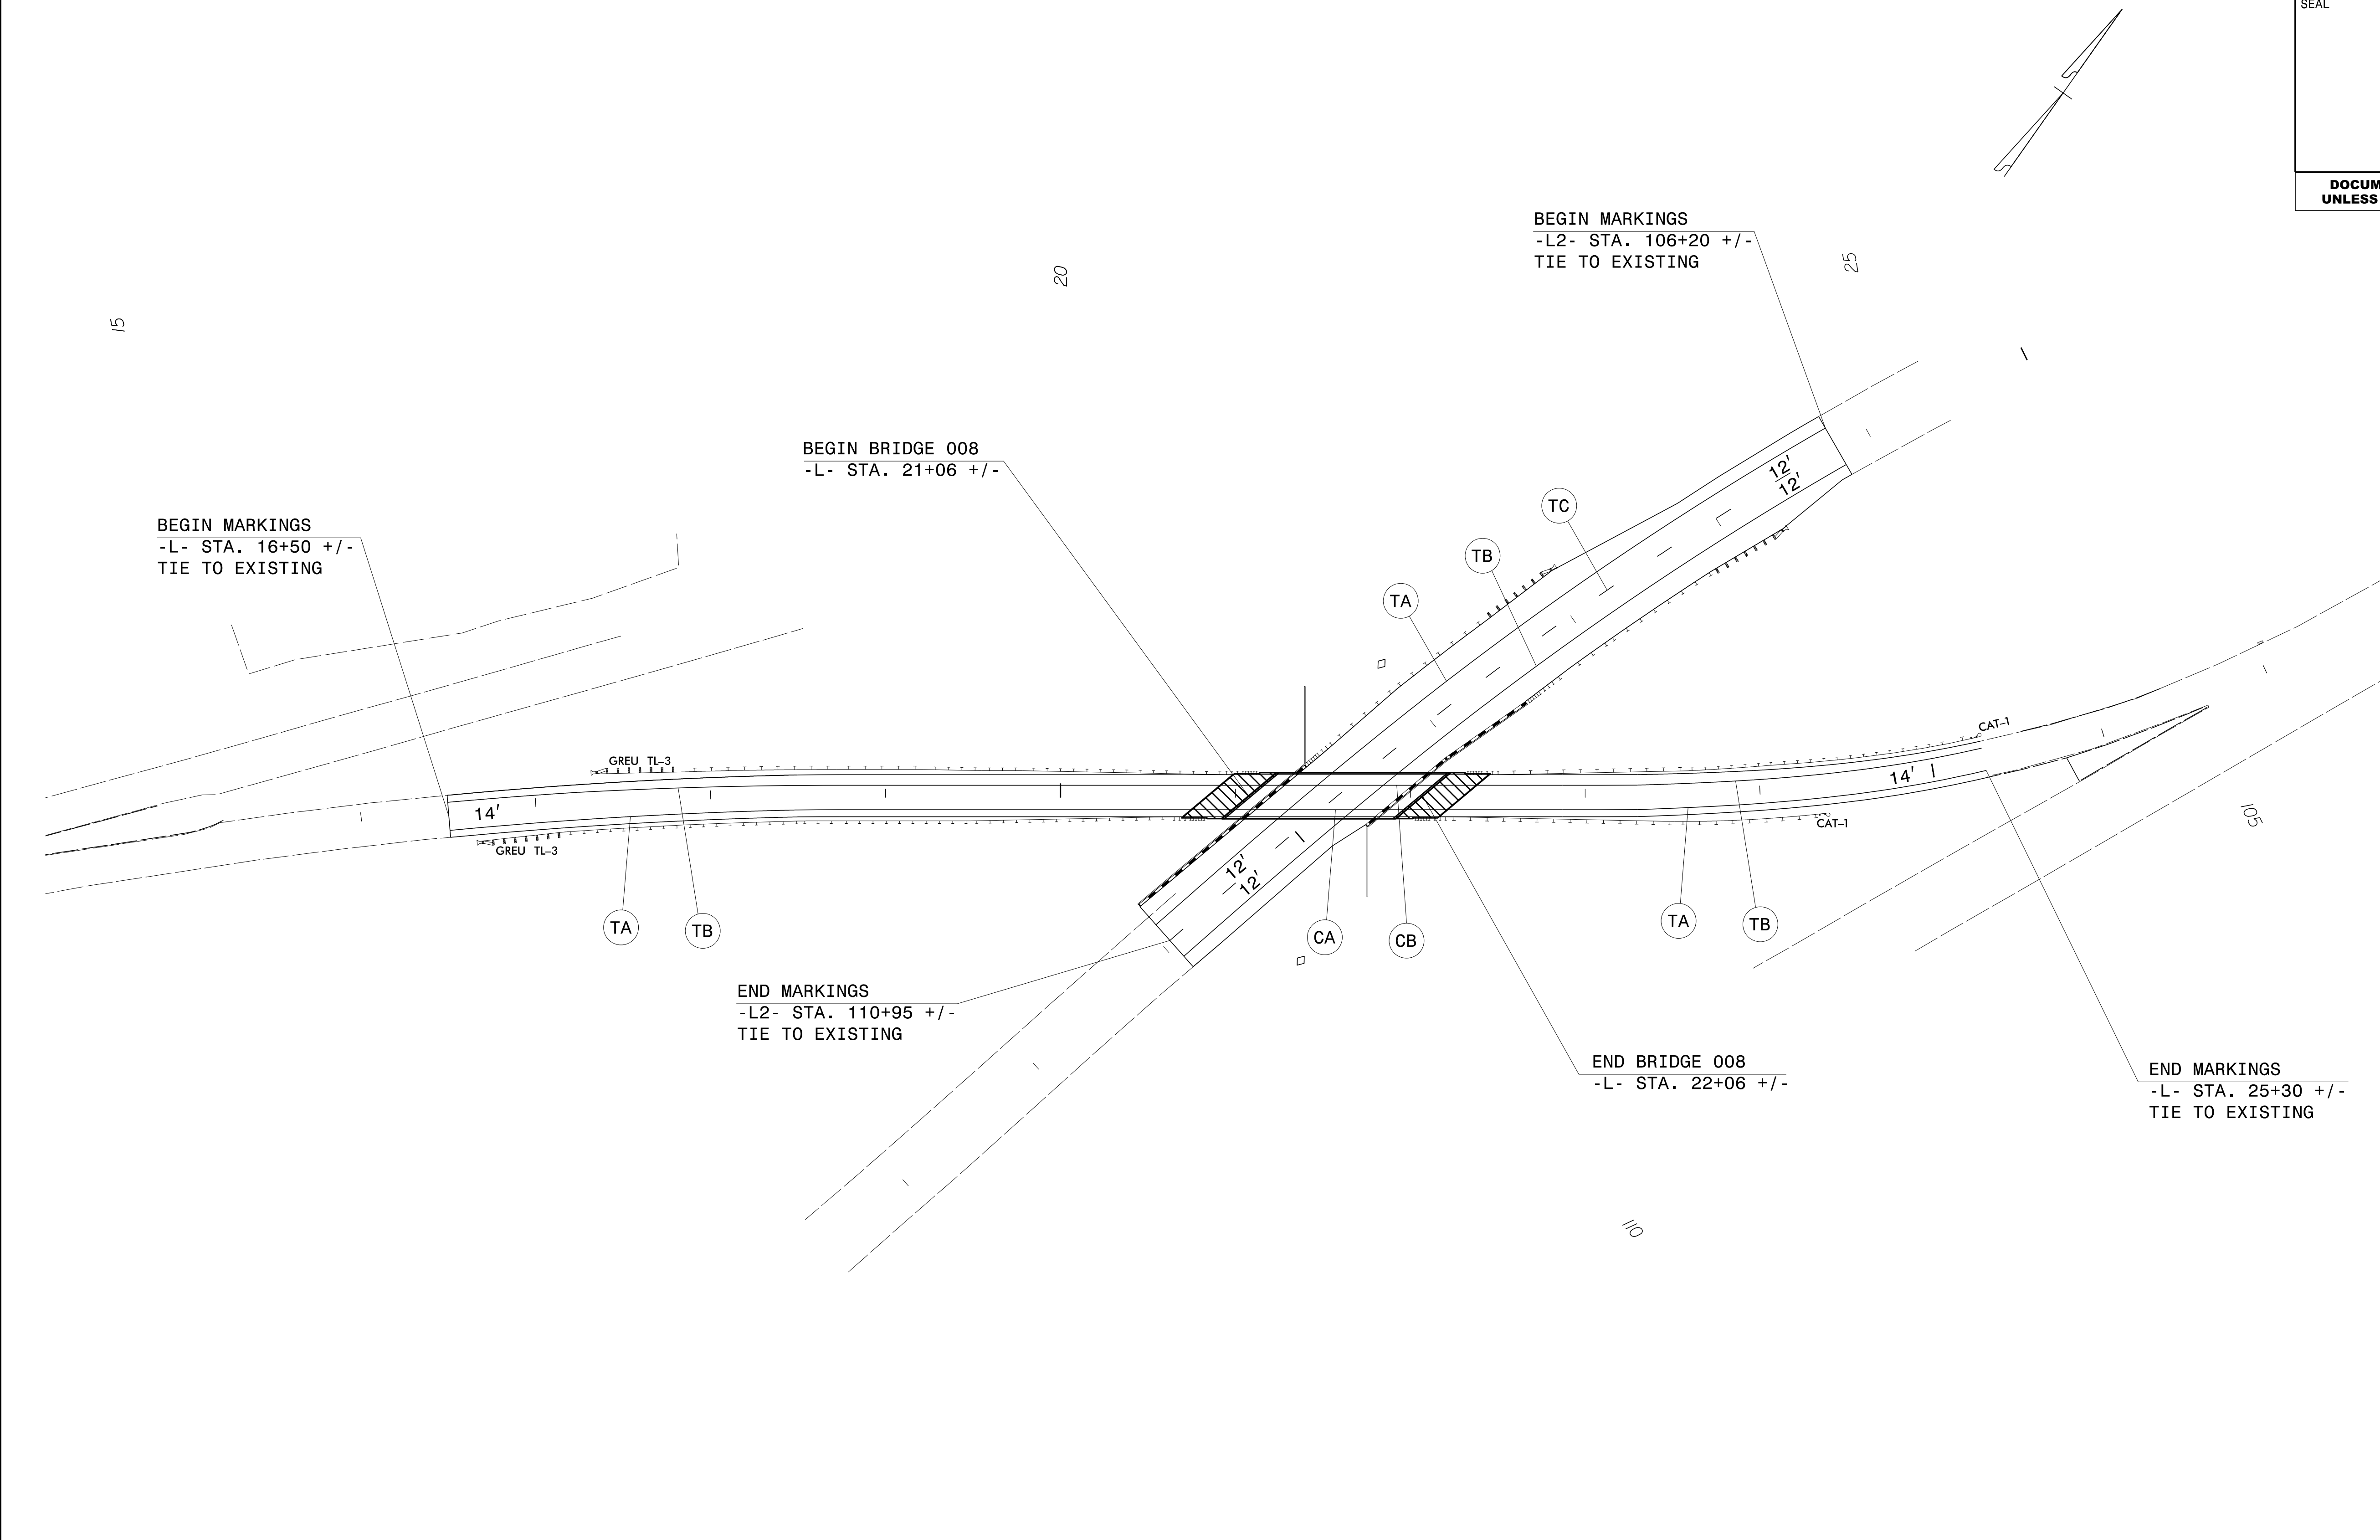 SEAL
DOCUM
UNLESS
BEGIN MARKINGS
-L2- STA. 106+20 +/-
TIE TO EXISTING
15
20
25
BEGIN BRIDGE 008
-L- STA. 21+06 +/-
BEGIN MARKINGS
-L- STA. 16+50 +/-
TIE TO EXISTING
12'
12'
TC
TB
TA
GREU TL-3
CAT-1
14'
14'
GREU TL-3
CAT-1
105
12'
12'
TA
TB
CA
CB
TA
TB
END MARKINGS
-L2- STA. 110+95 +/-
TIE TO EXISTING
END BRIDGE 008
-L- STA. 22+06 +/-
END MARKINGS
-L- STA. 25+30 +/-
TIE TO EXISTING
110